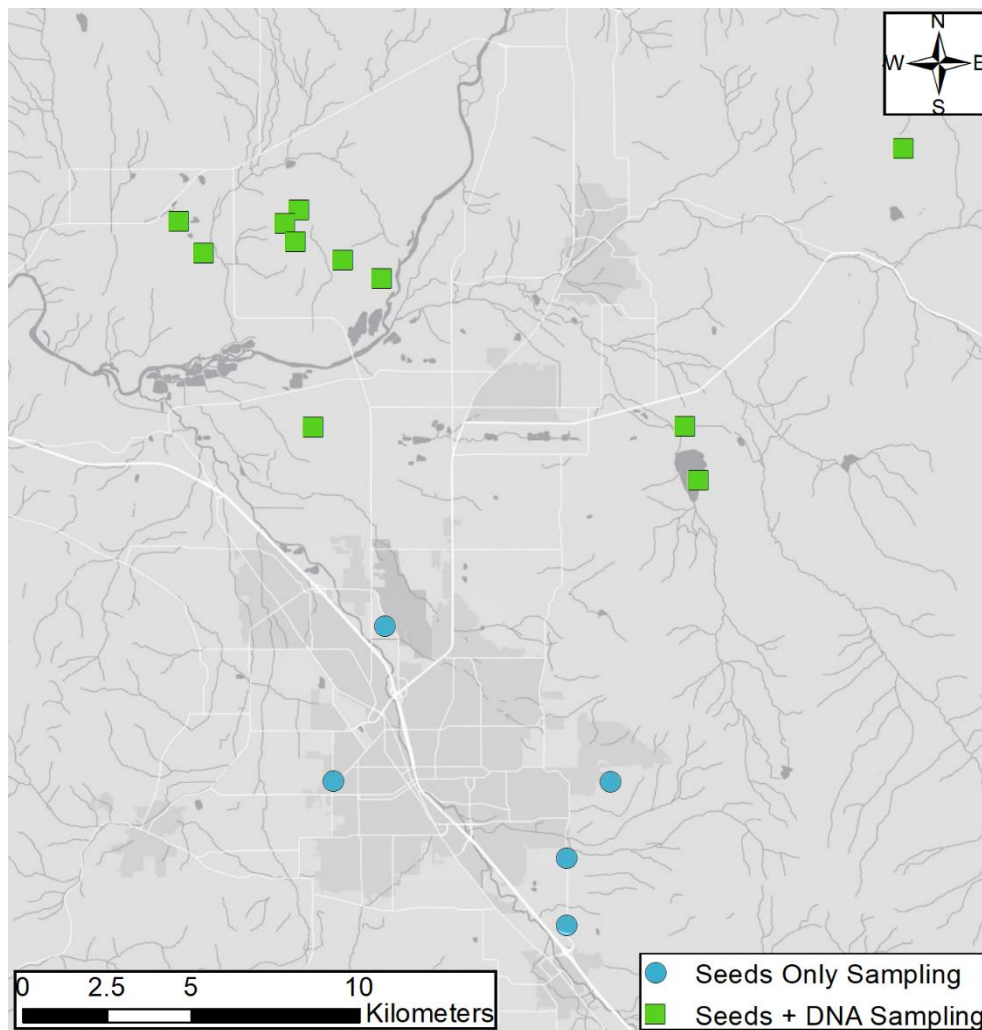 N
W E
S
0 2.5 5 10
Kilometers
Seeds Only Sampling
Seeds + DNA Sampling